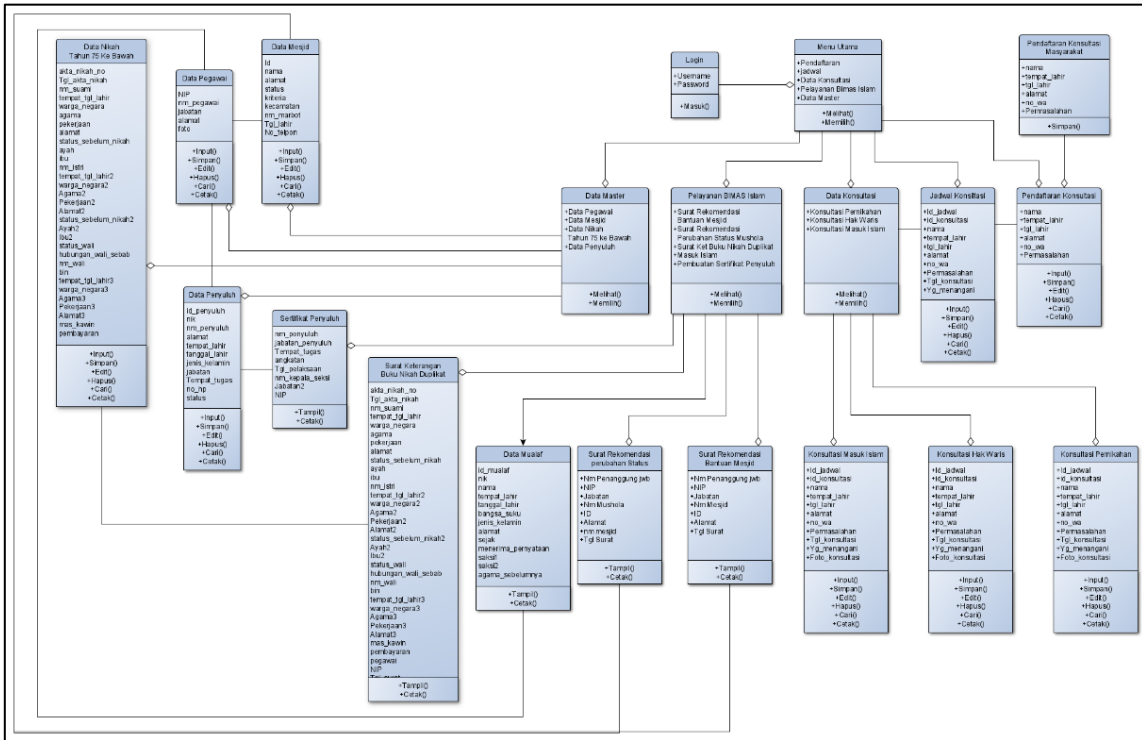 Data Nikah
Tahun 75 Ke Bawah
akta_nikah_no
Tgl_akta_nikah
nm_suami
tempat_tgl_lahir
warga_negara
agama
pekerjaan
alamat
status_sebelum_nikah
ayah
ibu
nm_istri
tempat_tgl_lahir2
warga_negara2
Agama2
Pekerjaan2
Alamat2
status_sebelum_nikah2
Ayah2
Ibu2
status_wali
hubungan_wali_sebab
nm_wali
bin
tempat_tgl_lahir3
warga_negara3
Agama3
Pekerjaan3
Alamat3
mas_kawin
pembayaran
+Input()
+Simpan()
+Edit()
+Hapus()
+Cari()
+Cetak()
Data Pegawai
NIP
nm_pegawai
jabatan
alamat
foto
+Input()
+Simpan()
+Edit()
+Hapus()
+Cari()
+Cetak()
Data Mesjid
Id
nama
alamat
status
kriteria
kecamatan
nm_marbot
Tgl_lahir
No_telpon
+Input()
+Simpan()
+Edit()
+Hapus()
+Cari()
+Cetak()
Login
+Username
+Password
+Masuk()
Menu Utama
+Pendaftaran
+jadwal
+Data Konsultasi
+Pelayanan Bimas Islam
+Data Master
+Melihat()
+Memilih()
Pendaftaran Konsultasi
Masyarakat
+nama
+tempat_lahir
+tgl_lahir
+alamat
+no_wa
+Permasalahan
+Simpan()
Data Master
+Data Pegawai
+Data Mesjid
+Data Nikah
Tahun 75 ke Bawah
+Data Penyuluh
+Melihat()
+Memilih()
Pelayanan BIMAS Islam
+Surat Rekomendasi
Bantuan Mesjid
+Surat Rekomendasi
Perubahan Status Mushola
+Surat Ket Buku Nikah Duplikat
+Masuk Islam
+Pembuatan Sertifikat Penyuluh
+Melihat()
+Memilih()
Data Konsultasi
+Konsultasi Pernikahan
+Konsultasi Hak Waris
+Konsultasi Masuk Islam
+Melihat()
+Memilih()
+Id_jadwal
+id_konsultasi
+nama
+tempat_lahir
+tgl_lahir
+alamat
+no_wa
+Permasalahan
+Tgl_konsultasi
+Yg_menangani
+Input()
+Simpan()
+Edit()
+Hapus()
+Cari()
+Cetak()
Pendaftaran Konsutasi
+nama
+tempat_lahir
+tgl_lahir
+alamat
+no_wa
+Permasalahan
+Input()
+Simpan()
+Edit()
+Hapus()
+Cari()
+Cetak()
Data Penyuluh
Id_penyuluh
nik
nm_penyuluh
alamat
tempat_lahir
tanggal_lahir
jenis_kelamin
jabatan
Tempat_tugas
no_hp
status
+Input()
+Simpan()
+Edit()
+Hapus()
+Cari()
+Cetak()
Sertifikat Penyuluh
nm_penyuluh
jabatan_penyuluh
Tempat_tugas
angkatan
Tgl_pelaksaan
nm_kepala_seksi
Jabatan2
NIP
+Tampil()
+Cetak()
Surat Keterangan
Buku Nikah Duplikat
akta_nikah_no
Tgl_akta_nikah
nm_suami
tempat_tgl_lahir
warga_negara
agama
pekerjaan
alamat
status_sebelum_nikah
ayah
ibu
nm_istri
tempat_tgl_lahir2
warga_negara2
Agama2
Pekerjaan2
Alamat2
status_sebelum_nikah2
Ayah2
Ibu2
status_wali
hubungan_wali_sebab
nm_wali
bin
tempat_tgl_lahir3
warga_negara3
Agama3
Pekerjaan3
Alamat3
mas_kawin
pembayaran
pegawai
NIP
+Tampil()
+Cetak()
Data Mualaf
id_mualaf
nik
nama
tempat_lahir
tanggal_lahir
bangsa_suku
jenis_kelamin
alamat
sejak
menerima_pernyataan
saksi1
saksi2
agama_sebelumnya
+Tampil()
+Cetak()
Surat Rekomendasi
perubahan Status
+Nm Penanggung jwb
+NIP
+Jabatan
+Nm Mushola
+ID
+Alamat
+nm mesjid
+Tgl Surat
+Tampil()
+Cetak()
Surat Rekomendasi
Bantuan Mesjid
+Nm Penanggung jwb
+NIP
+Jabatan
+Nm Mesjid
+ID
+Alamat
+Tgl Surat
+Tampil()
+Cetak()
Konsultasi Masuk Islam
+Id_jadwal
+id_konsultasi
+nama
+tempat_lahir
+tgl_lahir
+alamat
+no_wa
+Permasalahan
+Tgl_konsultasi
+Yg_menangani
+Foto_konsultasi
+Input()
+Simpan()
+Edit()
+Hapus()
+Cari()
+Cetak()
Konsultasi Hak Waris
+Id_jadwal
+id_konsultasi
+nama
+tempat_lahir
+tgl_lahir
+alamat
+no_wa
+Permasalahan
+Tgl_konsultasi
+Yg_menangani
+Foto_konsultasi
+Input()
+Simpan()
+Edit()
+Hapus()
+Cari()
+Cetak()
Konsultasi Pernikahan
+Id_jadwal
+id_konsultasi
+nama
+tempat_lahir
+tgl_lahir
+alamat
+no_wa
+Permasalahan
+Tgl_konsultasi
+Yg_menangani
+Foto_konsultasi
+Input()
+Simpan()
+Edit()
+Hapus()
+Cari()
+Cetak()